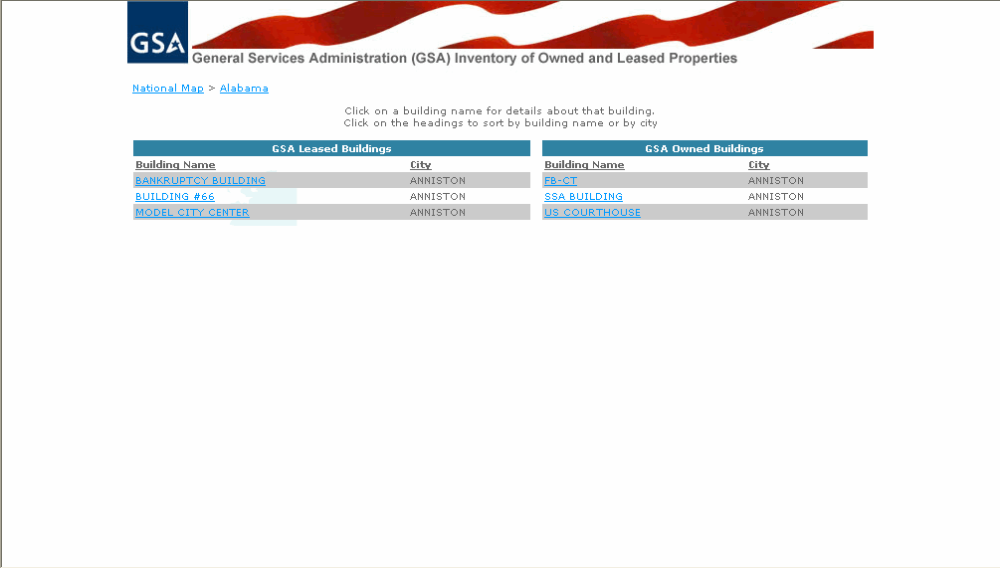 GSA
General Services Administration (GSA) Inventory of Owned and Leased Properties
National Map > Alabama
Click on a building name for details about that building.
Click on the headings to sort by building name or by city
GSA Leased Buildings
Building Name City
BANKRUPTCY BUILDING ANNISTON
BUILDING #66 ANNISTON
MODEL CITY CENTER ANNISTON
GSA Owned Buildings
Building Name City
FB-CT ANNISTON
SSA BUILDING ANNISTON
US COURTHOUSE ANNISTON